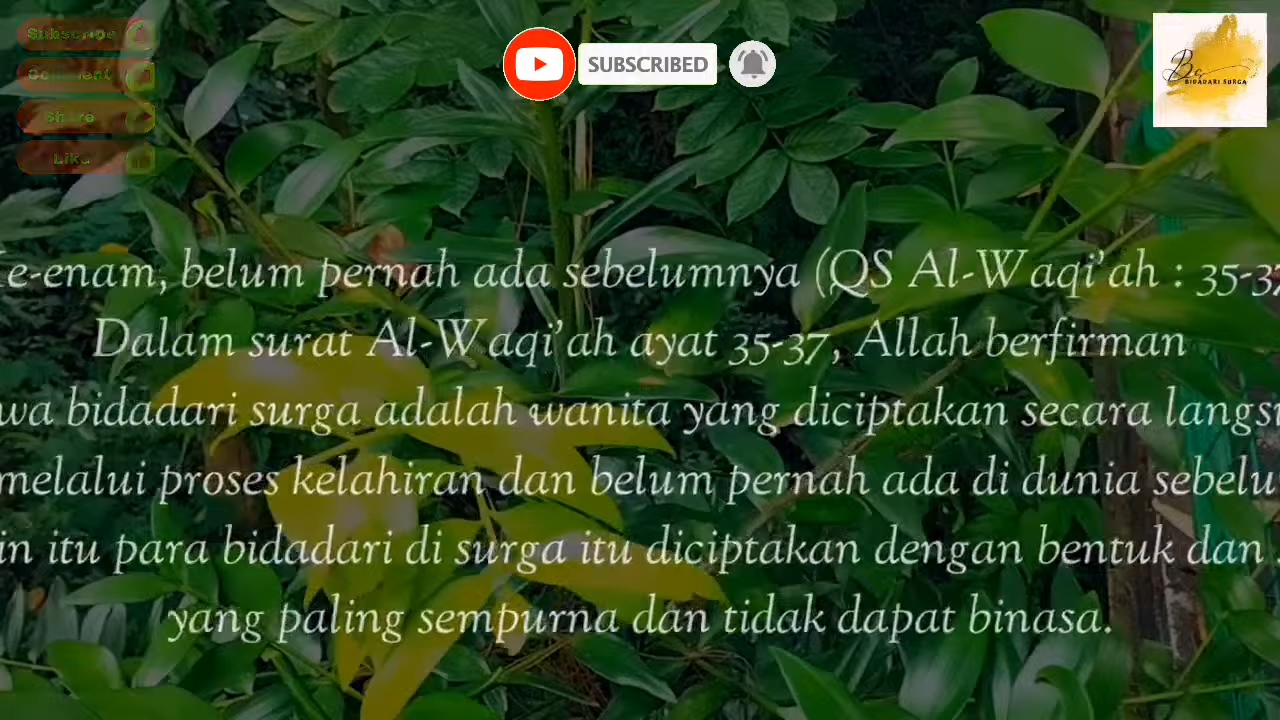 Subscribe
Comment
Share
Like
SUBSCRIBED
Bs
BIDADARI SURGA
e-enam, belum pernah ada sebelumnya (QS Al-Waqi'ah : 35-37
Dalam surat Al-Waqi'ah ayat 35-37, Allah berfirman
wa bidadari surga adalah wanita yang diciptakan secara langs
melalui proses kelahiran dan belum pernah ada di dunia sebelu
in itu para bidadari di surga itu diciptakan dengan bentuk dan
yang paling sempurna dan tidak dapat binasa.